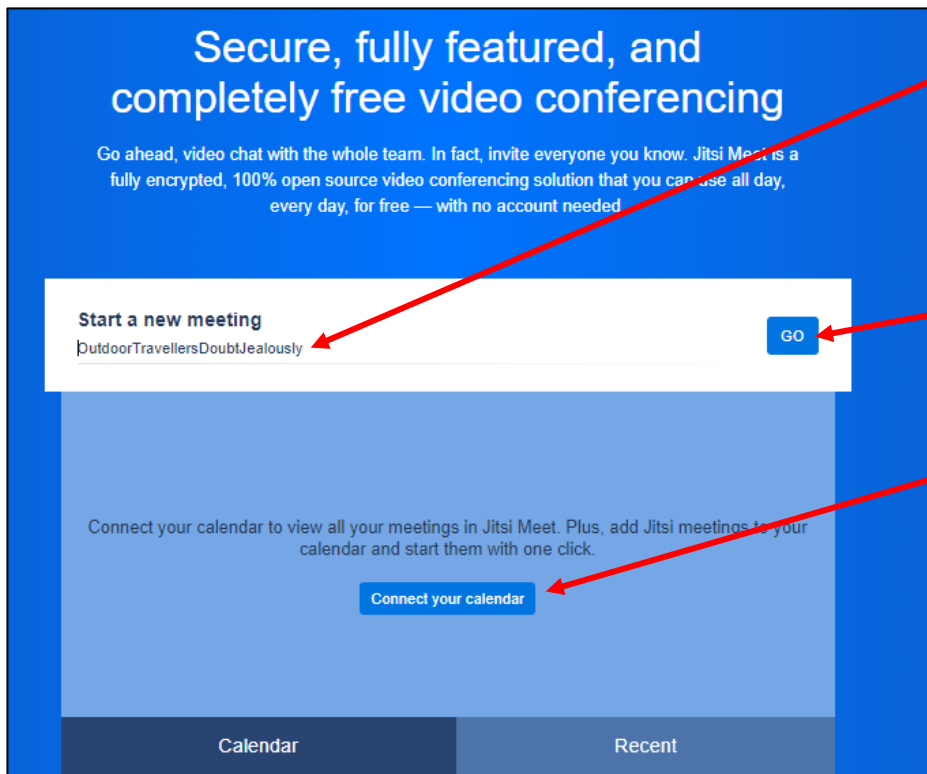 Secure, fully featured, and
completely free video conferencing
Go ahead, video chat with the whole team. In fact, invite everyone you know. Jitsi Meet is a
fully encrypted, 100% open source video conferencing solution that you can use all day,
every day, for free — with no account needed
Start a new meeting
OutdoorTravellersDoubtJealously
GO
Connect your calendar to view all your meetings in Jitsi Meet. Plus, add Jitsi meetings to your
calendar and start them with one click.
Connect your calendar
Calendar
Recent